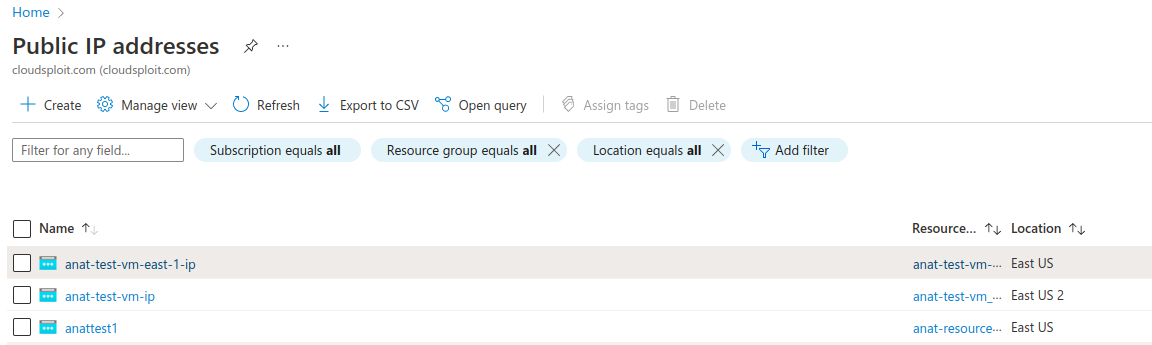 Home
Public IP addresses ...
cloudsploit.com (cloudsploit.com)
Create Manage view Refresh Export to CSV Open query Assign tags Delete
Filter for any field... Subscription equals all Resource group equals all Location equals all Add filter
Name Resource... Location
anat-test-vm-east-1-ip anat-test-vm-... East US
anat-test-vm-ip anat-test-vm_... East US 2
anattest1 anat-resource... East US